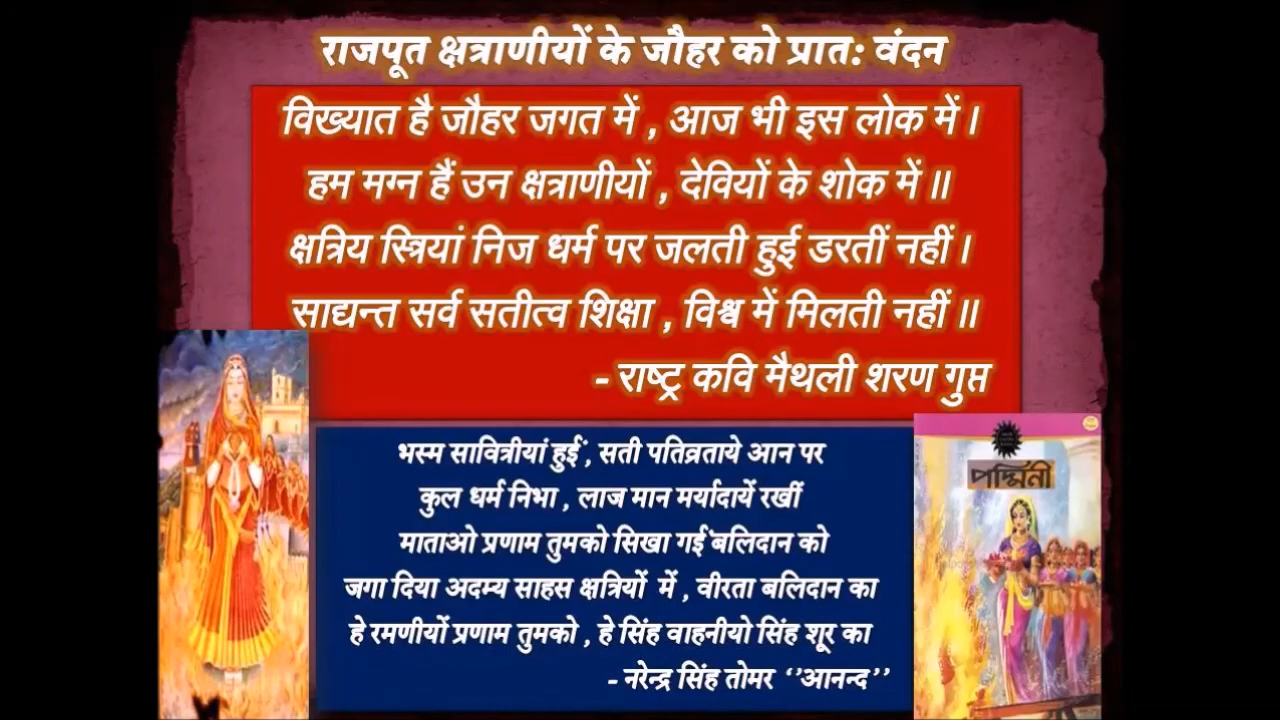 राजपूत क्षत्राणीयों के जौहर को प्रात: वंदन
विख्यात है जौहर जगत में , आज भी इस लोक में ।
हम मग्न हैं उन क्षत्राणीयों , देवियों के शोक में ॥
क्षत्रिय स्त्रियां निज धर्म पर जलती हुई डरतीं नहीं ।
साद्यन्त सर्व सतीत्व शिक्षा , विश्व में मिलती नहीं ॥
- राष्ट्र कवि मैथली शरण गुप्त
भस्म सावित्रीयां हुईं , सती पतिव्रताये आन पर
कुल धर्म निभा , लाज मान मर्यादायें रखीं
माताओ प्रणाम तुमको सिखा गईं बलिदान को
जगा दिया अदम्य साहस क्षत्रियों में , वीरता बलिदान का
हे रमणीयों प्रणाम तुमको , हे सिंह वाहनीयो सिंह शूर का
- नरेन्द्र सिंह तोमर ‘’आनन्द’’
পদ্মিনী